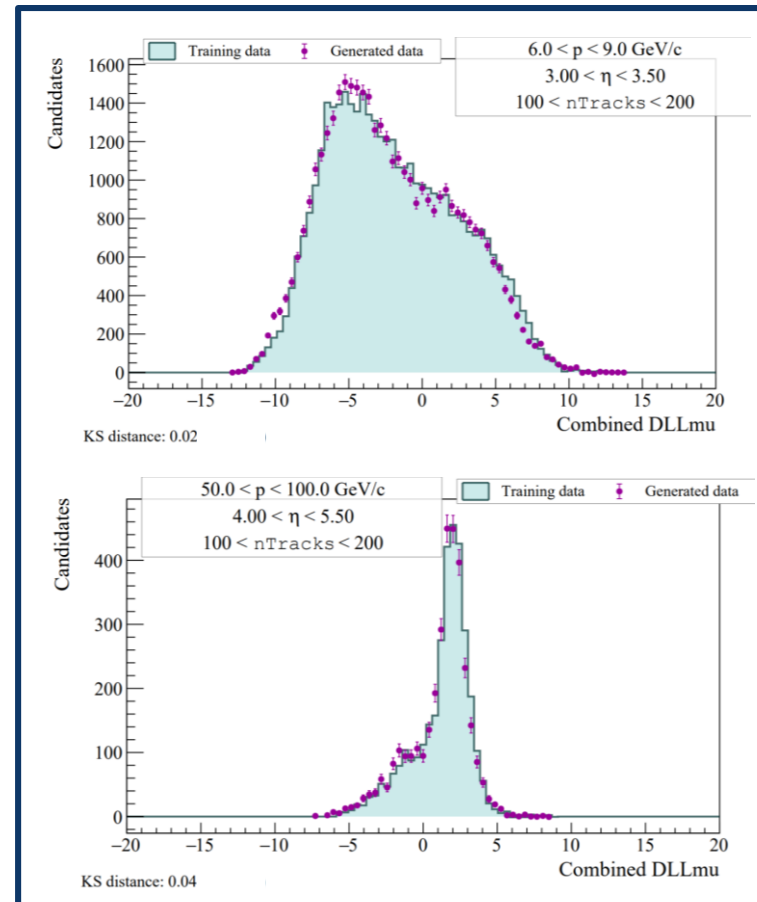 Training data Generated data
6.0 < p < 9.0 GeV/c
3.00 < η < 3.50
100 < nTracks < 200
Candidates
1600
1400
1200
1000
800
600
400
200
0
−20 −15 −10 −5 0 5 10 15 20
Combined DLLmu
KS distance: 0.02
50.0 < p < 100.0 GeV/c
4.00 < η < 5.50
100 < nTracks < 200
Training data Generated data
Candidates
400
300
200
100
0
−20 −15 −10 −5 0 5 10 15 20
Combined DLLmu
KS distance: 0.04